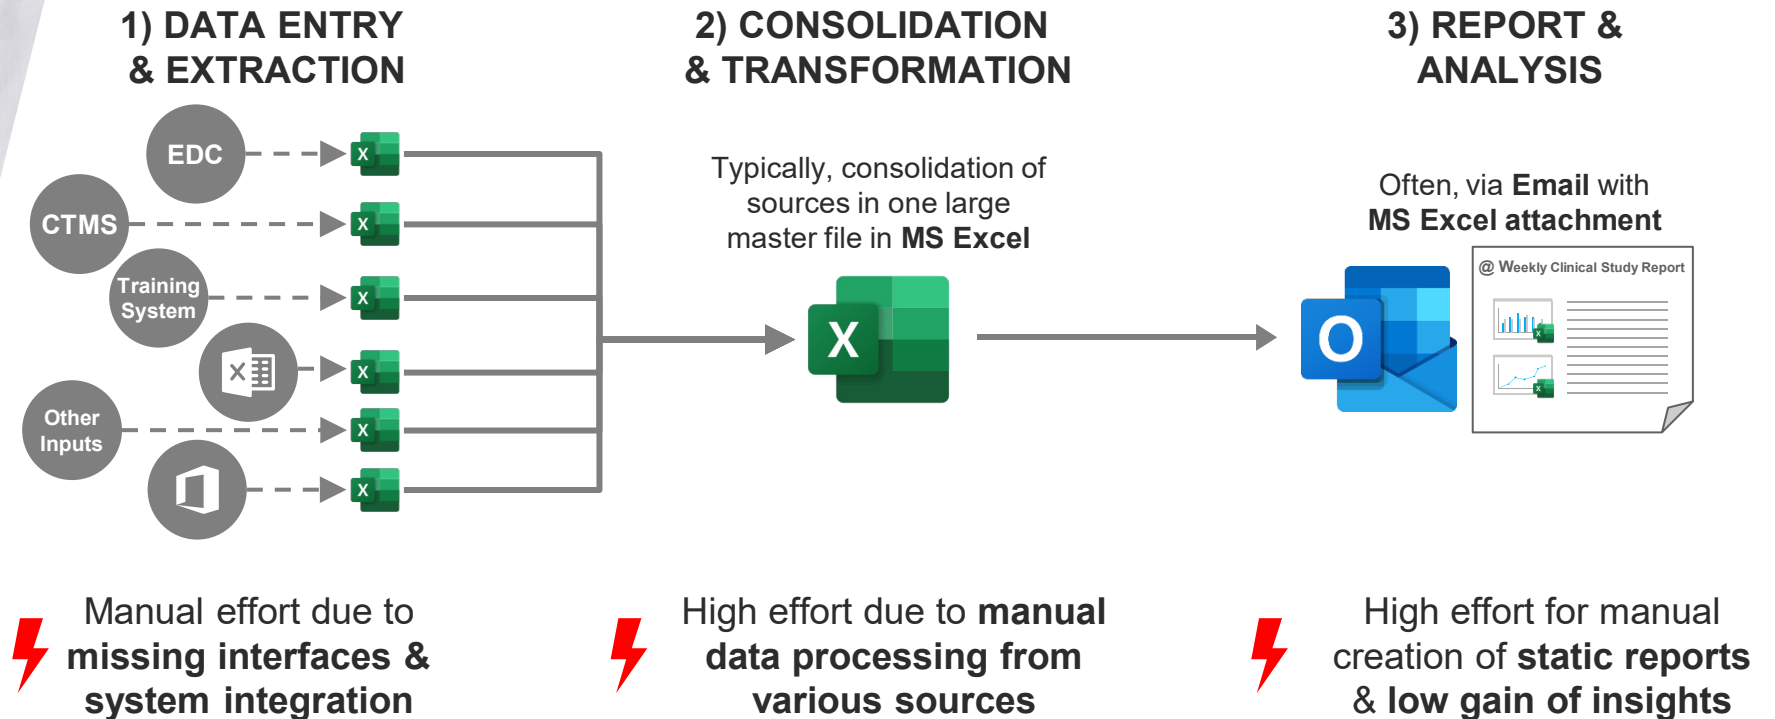 1) DATA ENTRY
& EXTRACTION
2) CONSOLIDATION
& TRANSFORMATION
3) REPORT &
ANALYSIS
EDC
X
CTMS
X
Training
System
X
X
X
Other
Inputs
X
X
Typically, consolidation of
sources in one large
master file in MS Excel
X
Often, via Email with
MS Excel attachment
O
@ Weekly Clinical Study Report
X
X
Manual effort due to
missing interfaces &
system integration
High effort due to manual
data processing from
various sources
High effort for manual
creation of static reports
& low gain of insights